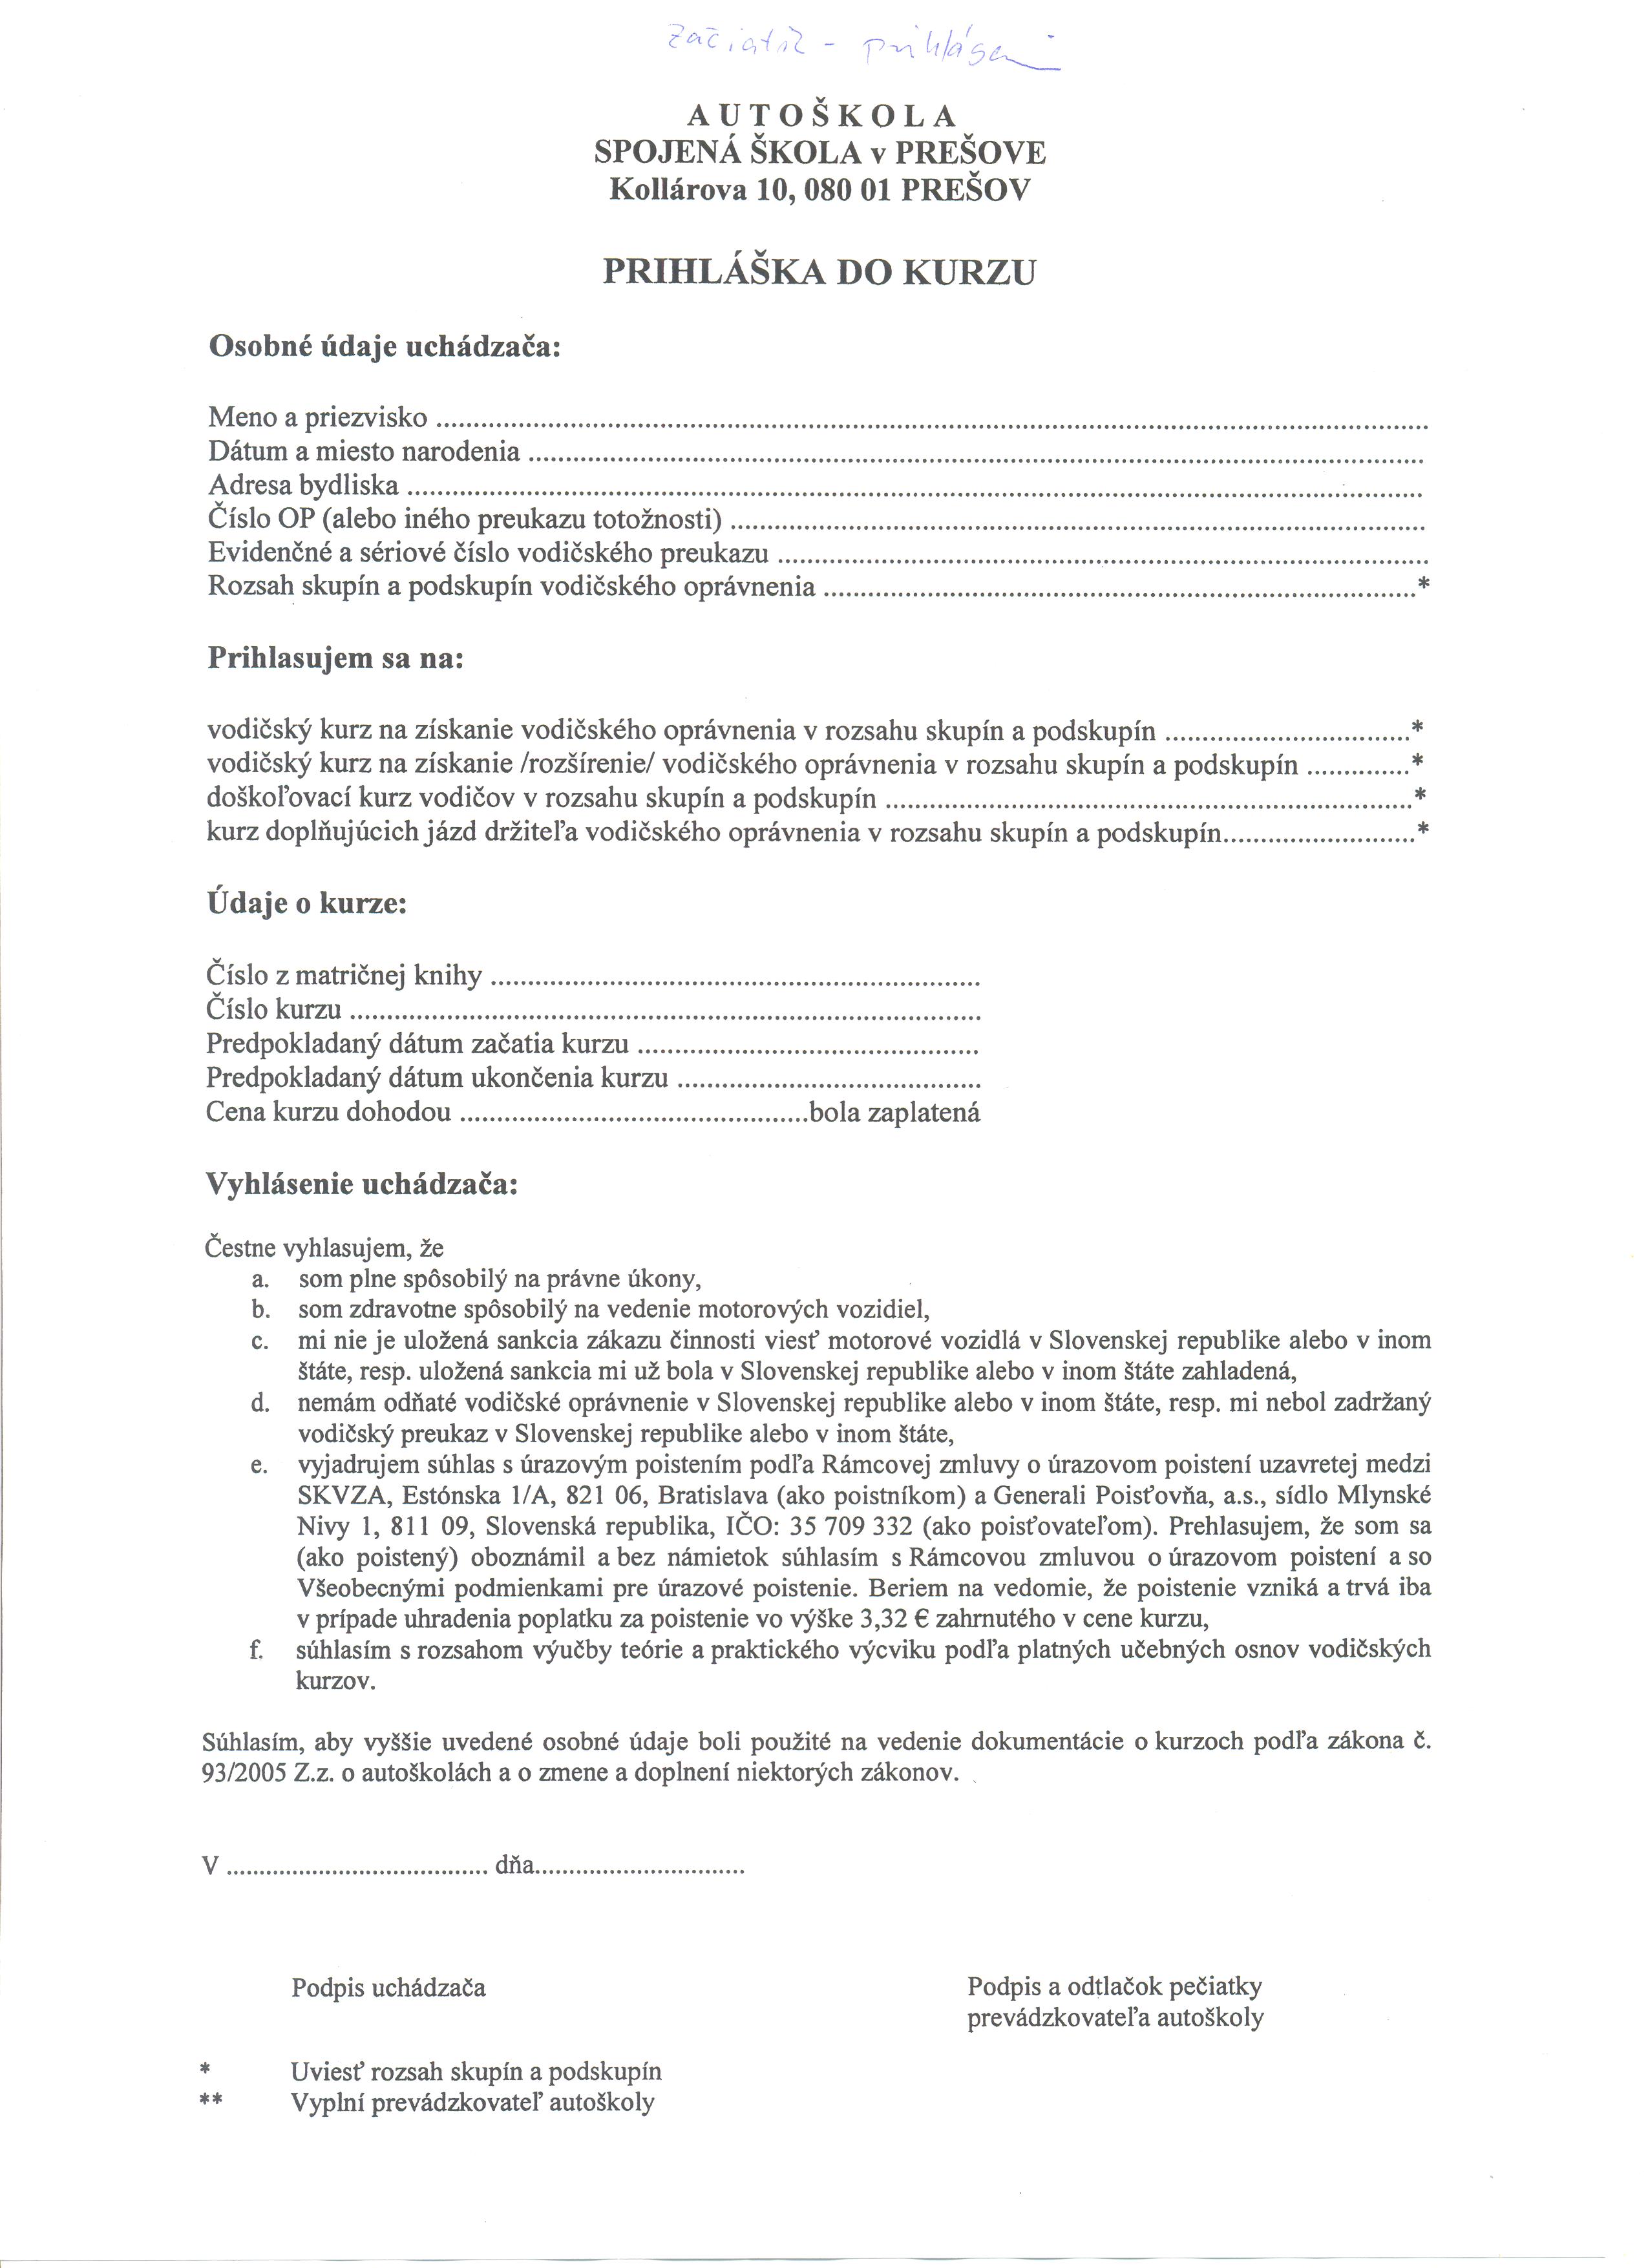 začiatok - prihlásení
A U T O Š K O L A
SPOJENÁ ŠKOLA v PREŠOVE
Kollárova 10, 080 01 PREŠOV
PRIHLÁŠKA DO KURZU
Osobné údaje uchádzača:
Meno a priezvisko ................................................................
Dátum a miesto narodenia ................................................................
Adresa bydliska ................................................................
Číslo OP (alebo iného preukazu totožnosti) ................................................................
Evidenčné a sériové číslo vodičského preukazu ................................................................
Rozsah skupín a podskupín vodičského oprávnenia ................................................................*
Prihlasujem sa na:
vodičský kurz na získanie vodičského oprávnenia v rozsahu skupín a podskupín ....................................*
vodičský kurz na získanie /rozšírenie/ vodičského oprávnenia v rozsahu skupín a podskupín ...............*
doškoľovací kurz vodičov v rozsahu skupín a podskupín ................................................................*
kurz doplňujúcich jázd držiteľa vodičského oprávnenia v rozsahu skupín a podskupín.............................*
Údaje o kurze:
Číslo z matričnej knihy ................................................................
Číslo kurzu ................................................................
Predpokladaný dátum začatia kurzu ....................................................
Predpokladaný dátum ukončenia kurzu ..............................................
Cena kurzu dohodou .....................................................bola zaplatená
Vyhlásenie uchádzača:
Čestne vyhlasujem, že
a. som plne spôsobilý na právne úkony,
b. som zdravotne spôsobilý na vedenie motorových vozidiel,
c. mi nie je uložená sankcia zákazu činnosti viesť motorové vozidlá v Slovenskej republike alebo v inom
štáte, resp. uložená sankcia mi už bola v Slovenskej republike alebo v inom štáte zahladená,
d. nemám odňaté vodičské oprávnenie v Slovenskej republike alebo v inom štáte, resp. mi nebol zadržaný
vodičský preukaz v Slovenskej republike alebo v inom štáte,
e. vyjadrujem súhlas s úrazovým poistením podľa Rámcovej zmluvy o úrazovom poistení uzavretej medzi
SKVZA, Estónska 1/A, 821 06, Bratislava (ako poistníkom) a Generali Poisťovňa, a.s., sídlo Mlynské
Nivy 1, 811 09, Slovenská republika, IČO: 35 709 332 (ako poisťovateľom). Prehlasujem, že som sa
(ako poistený) oboznámil a bez námietok súhlasím s Rámcovou zmluvou o úrazovom poistení a so
Všeobecnými podmienkami pre úrazové poistenie. Beriem na vedomie, že poistenie vzniká a trvá iba
v prípade uhradenia poplatku za poistenie vo výške 3,32 € zahrnutého v cene kurzu,
f. súhlasím s rozsahom výučby teórie a praktického výcviku podľa platných učebných osnov vodičských
kurzov.
Súhlasím, aby vyššie uvedené osobné údaje boli použité na vedenie dokumentácie o kurzoch podľa zákona č.
93/2005 Z.z. o autoškolách a o zmene a doplnení niektorých zákonov.
V ........................................ dňa................................
Podpis uchádzača
Podpis a odtlačok pečiatky
prevádzkovateľa autoškoly
* Uviesť rozsah skupín a podskupín
** Vyplní prevádzkovateľ autoškoly